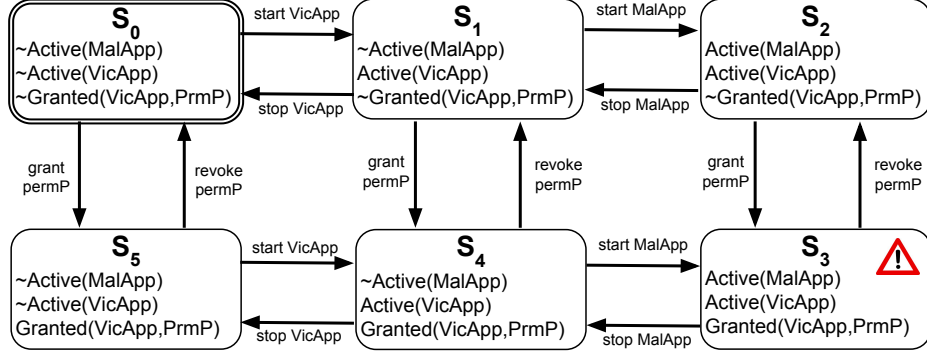 S0
~Active(MalApp)
~Active(VicApp)
~Granted(VicApp,PrmP)
start VicApp
stop VicApp
S1
~Active(MalApp)
Active(VicApp)
~Granted(VicApp,PrmP)
start MalApp
stop MalApp
S2
Active(MalApp)
Active(VicApp)
~Granted(VicApp,PrmP)
grant
permP
revoke
permP
grant
permP
revoke
permP
grant
permP
revoke
permP
S5
~Active(MalApp)
~Active(VicApp)
Granted(VicApp,PrmP)
start VicApp
stop VicApp
S4
~Active(MalApp)
Active(VicApp)
Granted(VicApp,PrmP)
start MalApp
stop MalApp
S3
Active(MalApp)
Active(VicApp)
Granted(VicApp,PrmP)